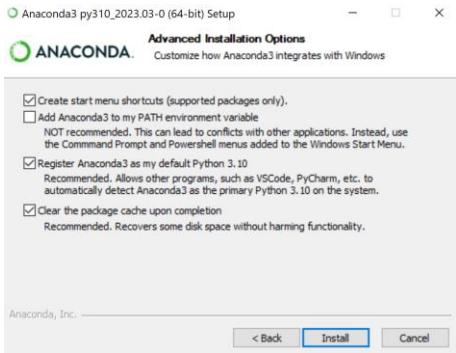 Anaconda3 py310_2023.03-0 (64-bit) Setup
Advanced Installation Options
ANACONDA.
Customize how Anaconda3 integrates with Windows
Create start menu shortcuts (supported packages only).
Add Anaconda3 to my PATH environment variable
NOT recommended. This can lead to conflicts with other applications. Instead, use
the Commmand Prompt and Powershell menus added to the Windows Start Menu.
Register Anaconda3 as my default Python 3.10
Recommended. Allows other programs, such as VSCode, PyCharm, etc. to
automatically detect Anaconda3 as the primary Python 3.10 on the system.
Clear the package cache upon completion
Recommended. Recovers some disk space without harming functionality.
Anaconda, Inc.
< Back Install Cancel